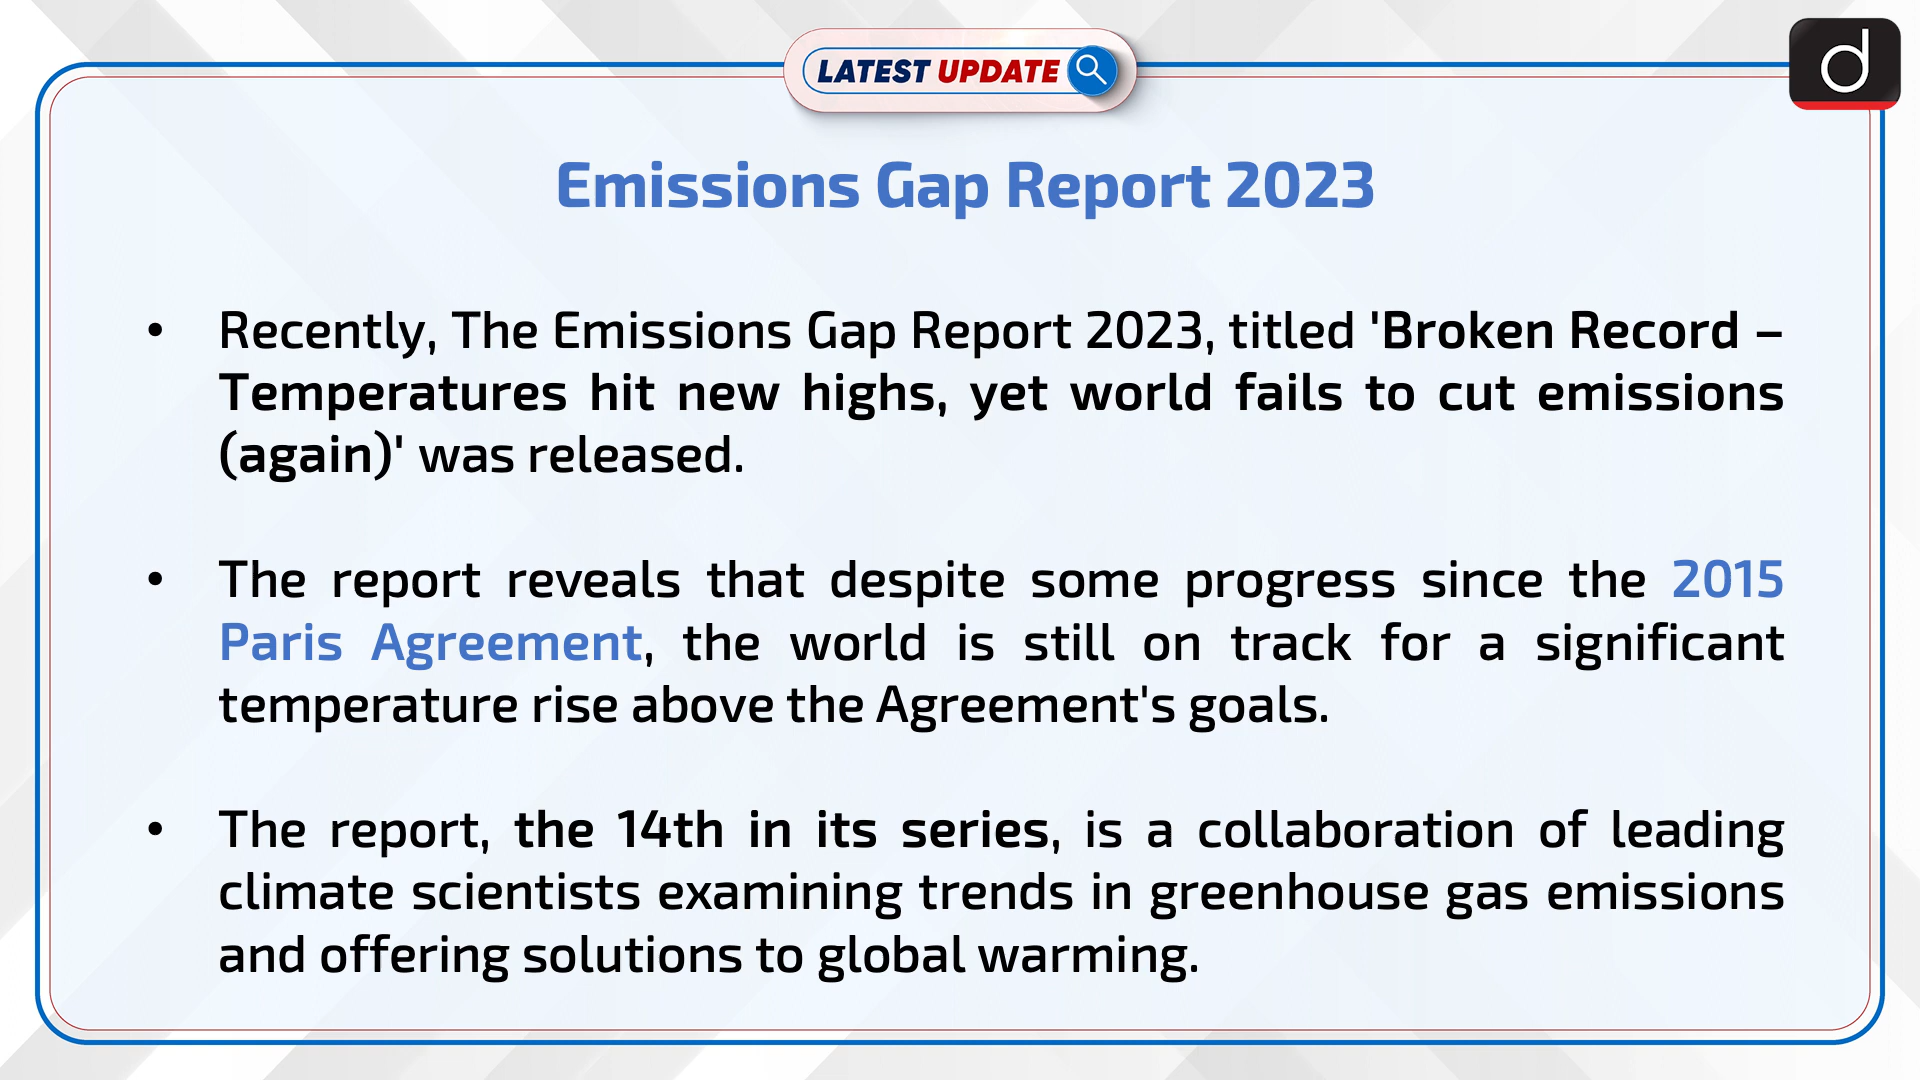 LATEST UPDATE
d
Emissions Gap Report 2023
• Recently, The Emissions Gap Report 2023, titled 'Broken Record –
Temperatures hit new highs, yet world fails to cut emissions
(again)' was released.
• The report reveals that despite some progress since the 2015
Paris Agreement, the world is still on track for a significant
temperature rise above the Agreement's goals.
• The report, the 14th in its series, is a collaboration of leading
climate scientists examining trends in greenhouse gas emissions
and offering solutions to global warming.